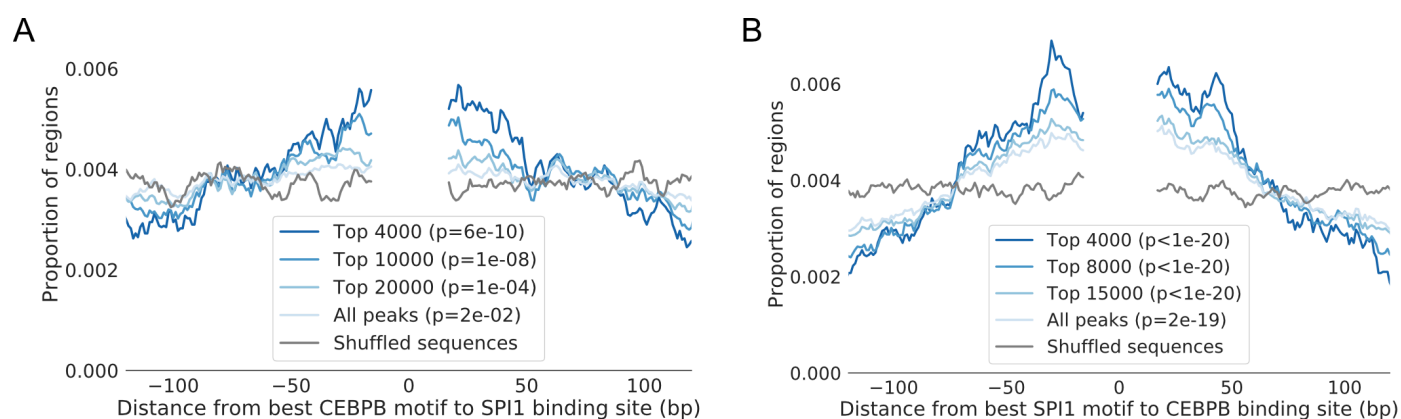 A
Proportion of regions
0.006
0.004
0.002
0.000
Top 4000 (p=6e-10)
Top 10000 (p=1e-08)
Top 20000 (p=1e-04)
All peaks (p=2e-02)
Shuffled sequences
−100 −50 0 50 100
Distance from best CEBPB motif to SPI1 binding site (bp)
B
Proportion of regions
0.006
0.004
0.002
0.000
Top 4000 (p<1e-20)
Top 8000 (p<1e-20)
Top 15000 (p<1e-20)
All peaks (p=2e-19)
Shuffled sequences
−100 −50 0 50 100
Distance from best SPI1 motif to CEBPB binding site (bp)